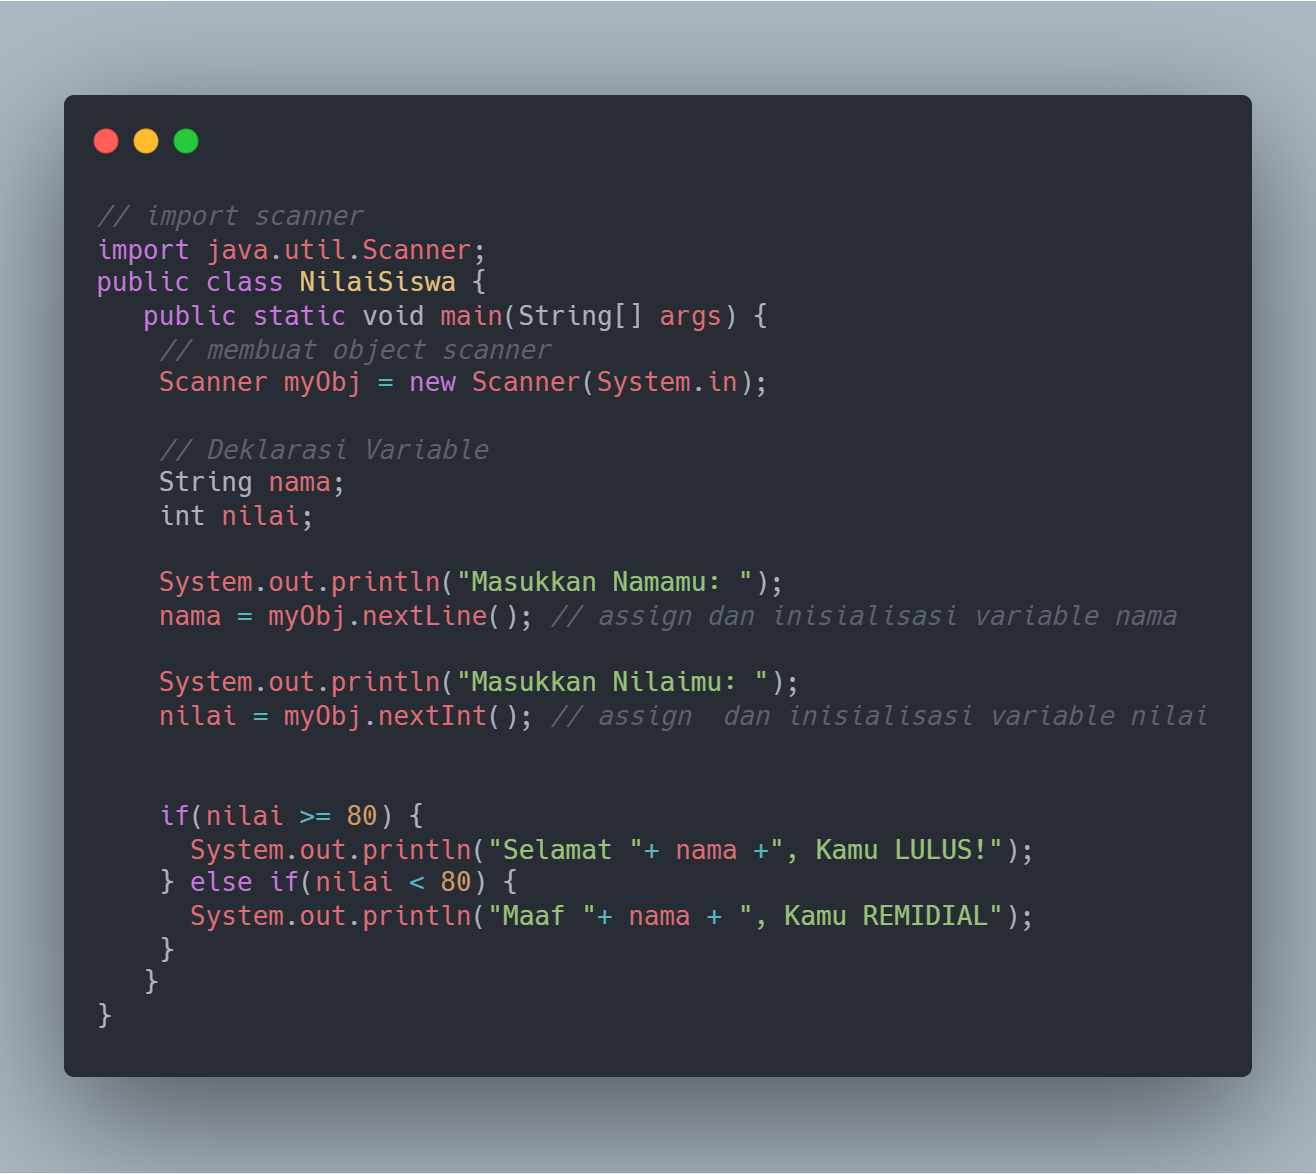 // import scanner
import java.util.Scanner;
public class NilaiSiswa {
   public static void main(String[] args) {
    // membuat object scanner
    Scanner myObj = new Scanner(System.in);

    // Deklarasi Variable
    String nama;
    int nilai;

    System.out.println("Masukkan Namamu: ");
    nama = myObj.nextLine(); // assign dan inisialisasi variable nama

    System.out.println("Masukkan Nilaimu: ");
    nilai = myObj.nextInt(); // assign  dan inisialisasi variable nilai


    if(nilai >= 80) {
      System.out.println("Selamat "+ nama +", Kamu LULUS!");
    } else if(nilai < 80) {
      System.out.println("Maaf "+ nama + ", Kamu REMIDIAL");
    }
   }
}